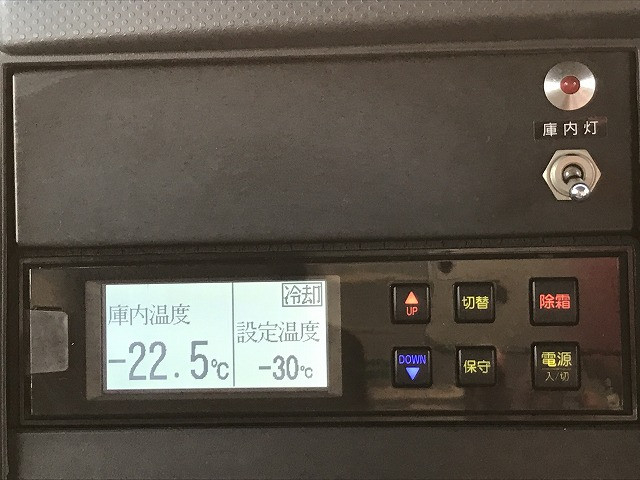 庫内灯
冷却
庫内温度
-22.5℃
設定温度
-30℃
UP
切替
除霜
DOWN
保守
電源
入/切